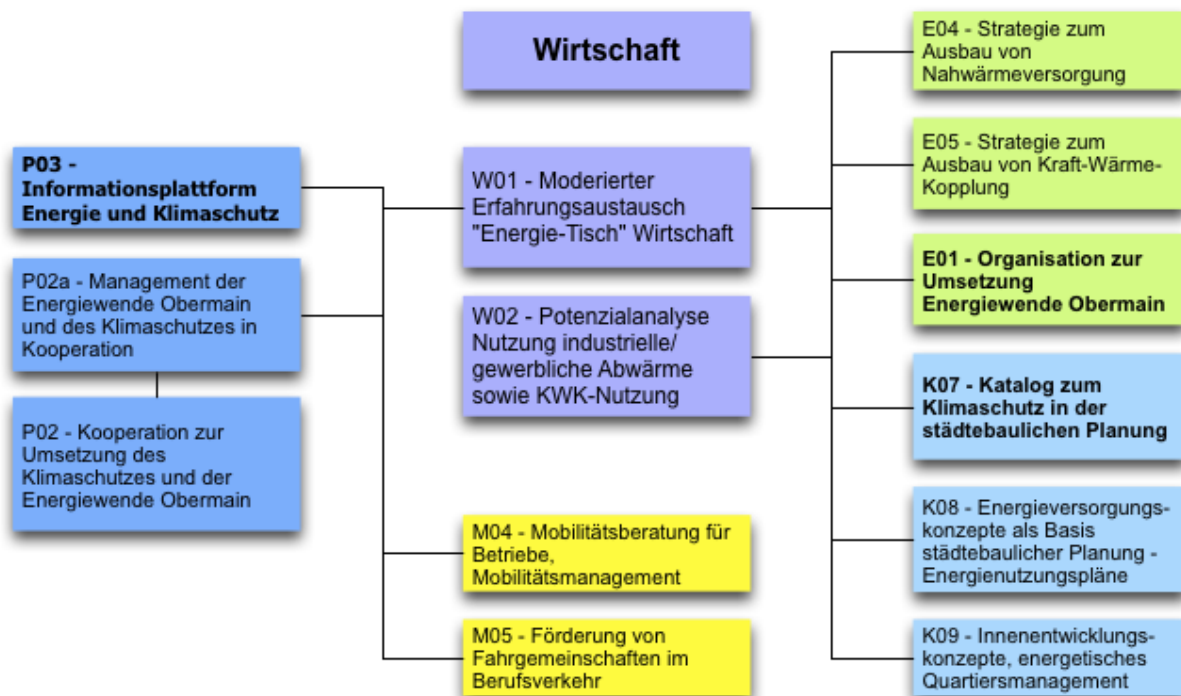 Wirtschaft
P03 -
Informationsplattform
Energie und Klimaschutz
P02a - Management der
Energiewende Obermain
und des Klimaschutzes in
Kooperation
P02 - Kooperation zur
Umsetzung des
Klimaschutzes und der
Energiewende Obermain
W01 - Moderierter
Erfahrungsaustausch
"Energie-Tisch" Wirtschaft
W02 - Potenzialanalyse
Nutzung industrielle/
gewerbliche Abwärme
sowie KWK-Nutzung
M04 - Mobilitätsberatung für
Betriebe,
Mobilitätsmanagement
M05 - Förderung von
Fahrgemeinschaften im
Berufsverkehr
E04 - Strategie zum
Ausbau von
Nahwärmeversorgung
E05 - Strategie zum
Ausbau von Kraft-Wärme-
Kopplung
E01 - Organisation zur
Umsetzung
Energiewende Obermain
K07 - Katalog zum
Klimaschutz in der
städtebaulichen Planung
K08 - Energieversorgungs-
konzepte als Basis
städtebaulicher Planung -
Energienutzungspläne
K09 - Innenentwicklungs-
konzepte, energetisches
Quartiersmanagement